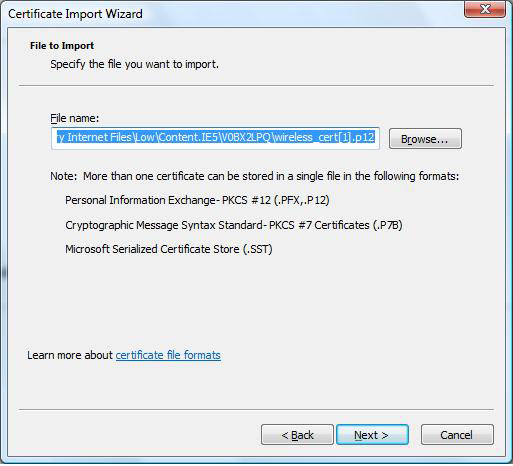 Certificate Import Wizard
File to Import
Specify the file you want to import.
File name:
ry Internet Files\Low\Content.IE5\V0BX2LPQ\wireless_cert[1].p12
Browse...
Note:  More than one certificate can be stored in a single file in the following formats:
Personal Information Exchange- PKCS #12 (.PFX,.P12)
Cryptographic Message Syntax Standard- PKCS #7 Certificates (.P7B)
Microsoft Serialized Certificate Store (.SST)
Learn more about certificate file formats
< Back
Next >
Cancel